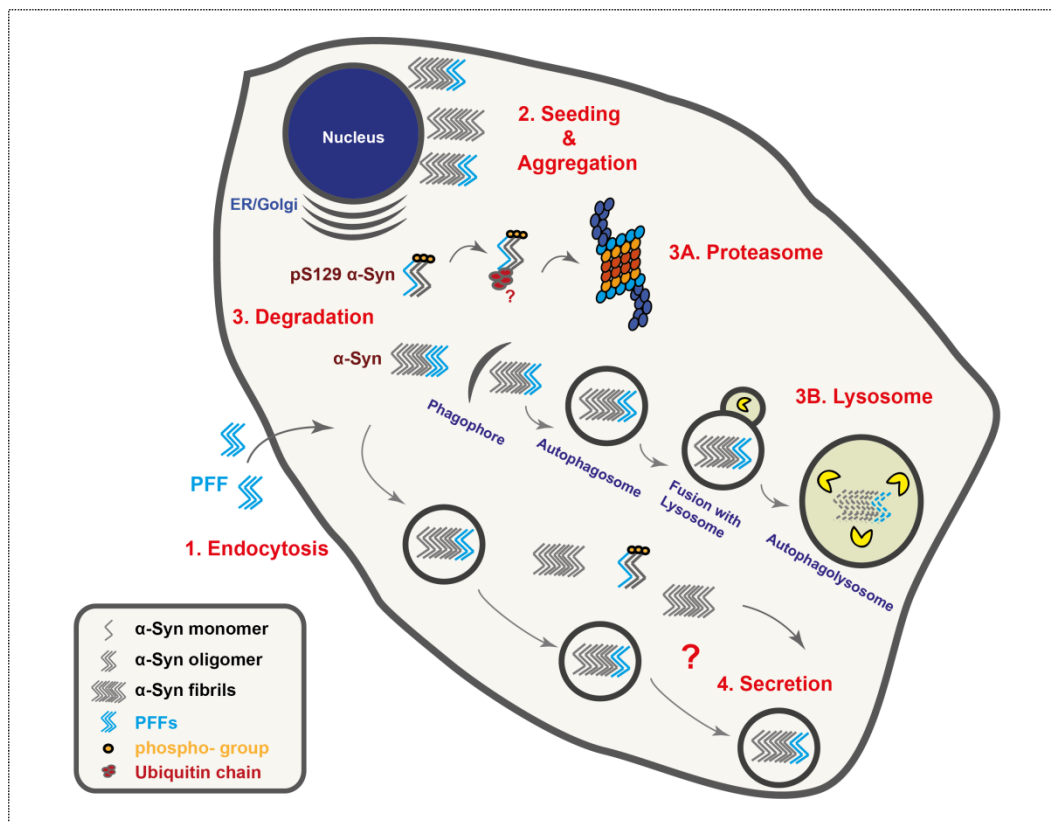 Nucleus
2. Seeding
&
Aggregation
ER/Golgi
pS129 α-Syn
?
3A. Proteasome
3. Degradation
α-Syn
Phagophore
Autophagosome
Fusion with
Lysosome
3B. Lysosome
Autophagolysosome
PFF
1. Endocytosis
?
4. Secretion
α-Syn monomer
α-Syn oligomer
α-Syn fibrils
PFFs
phospho- group
Ubiquitin chain